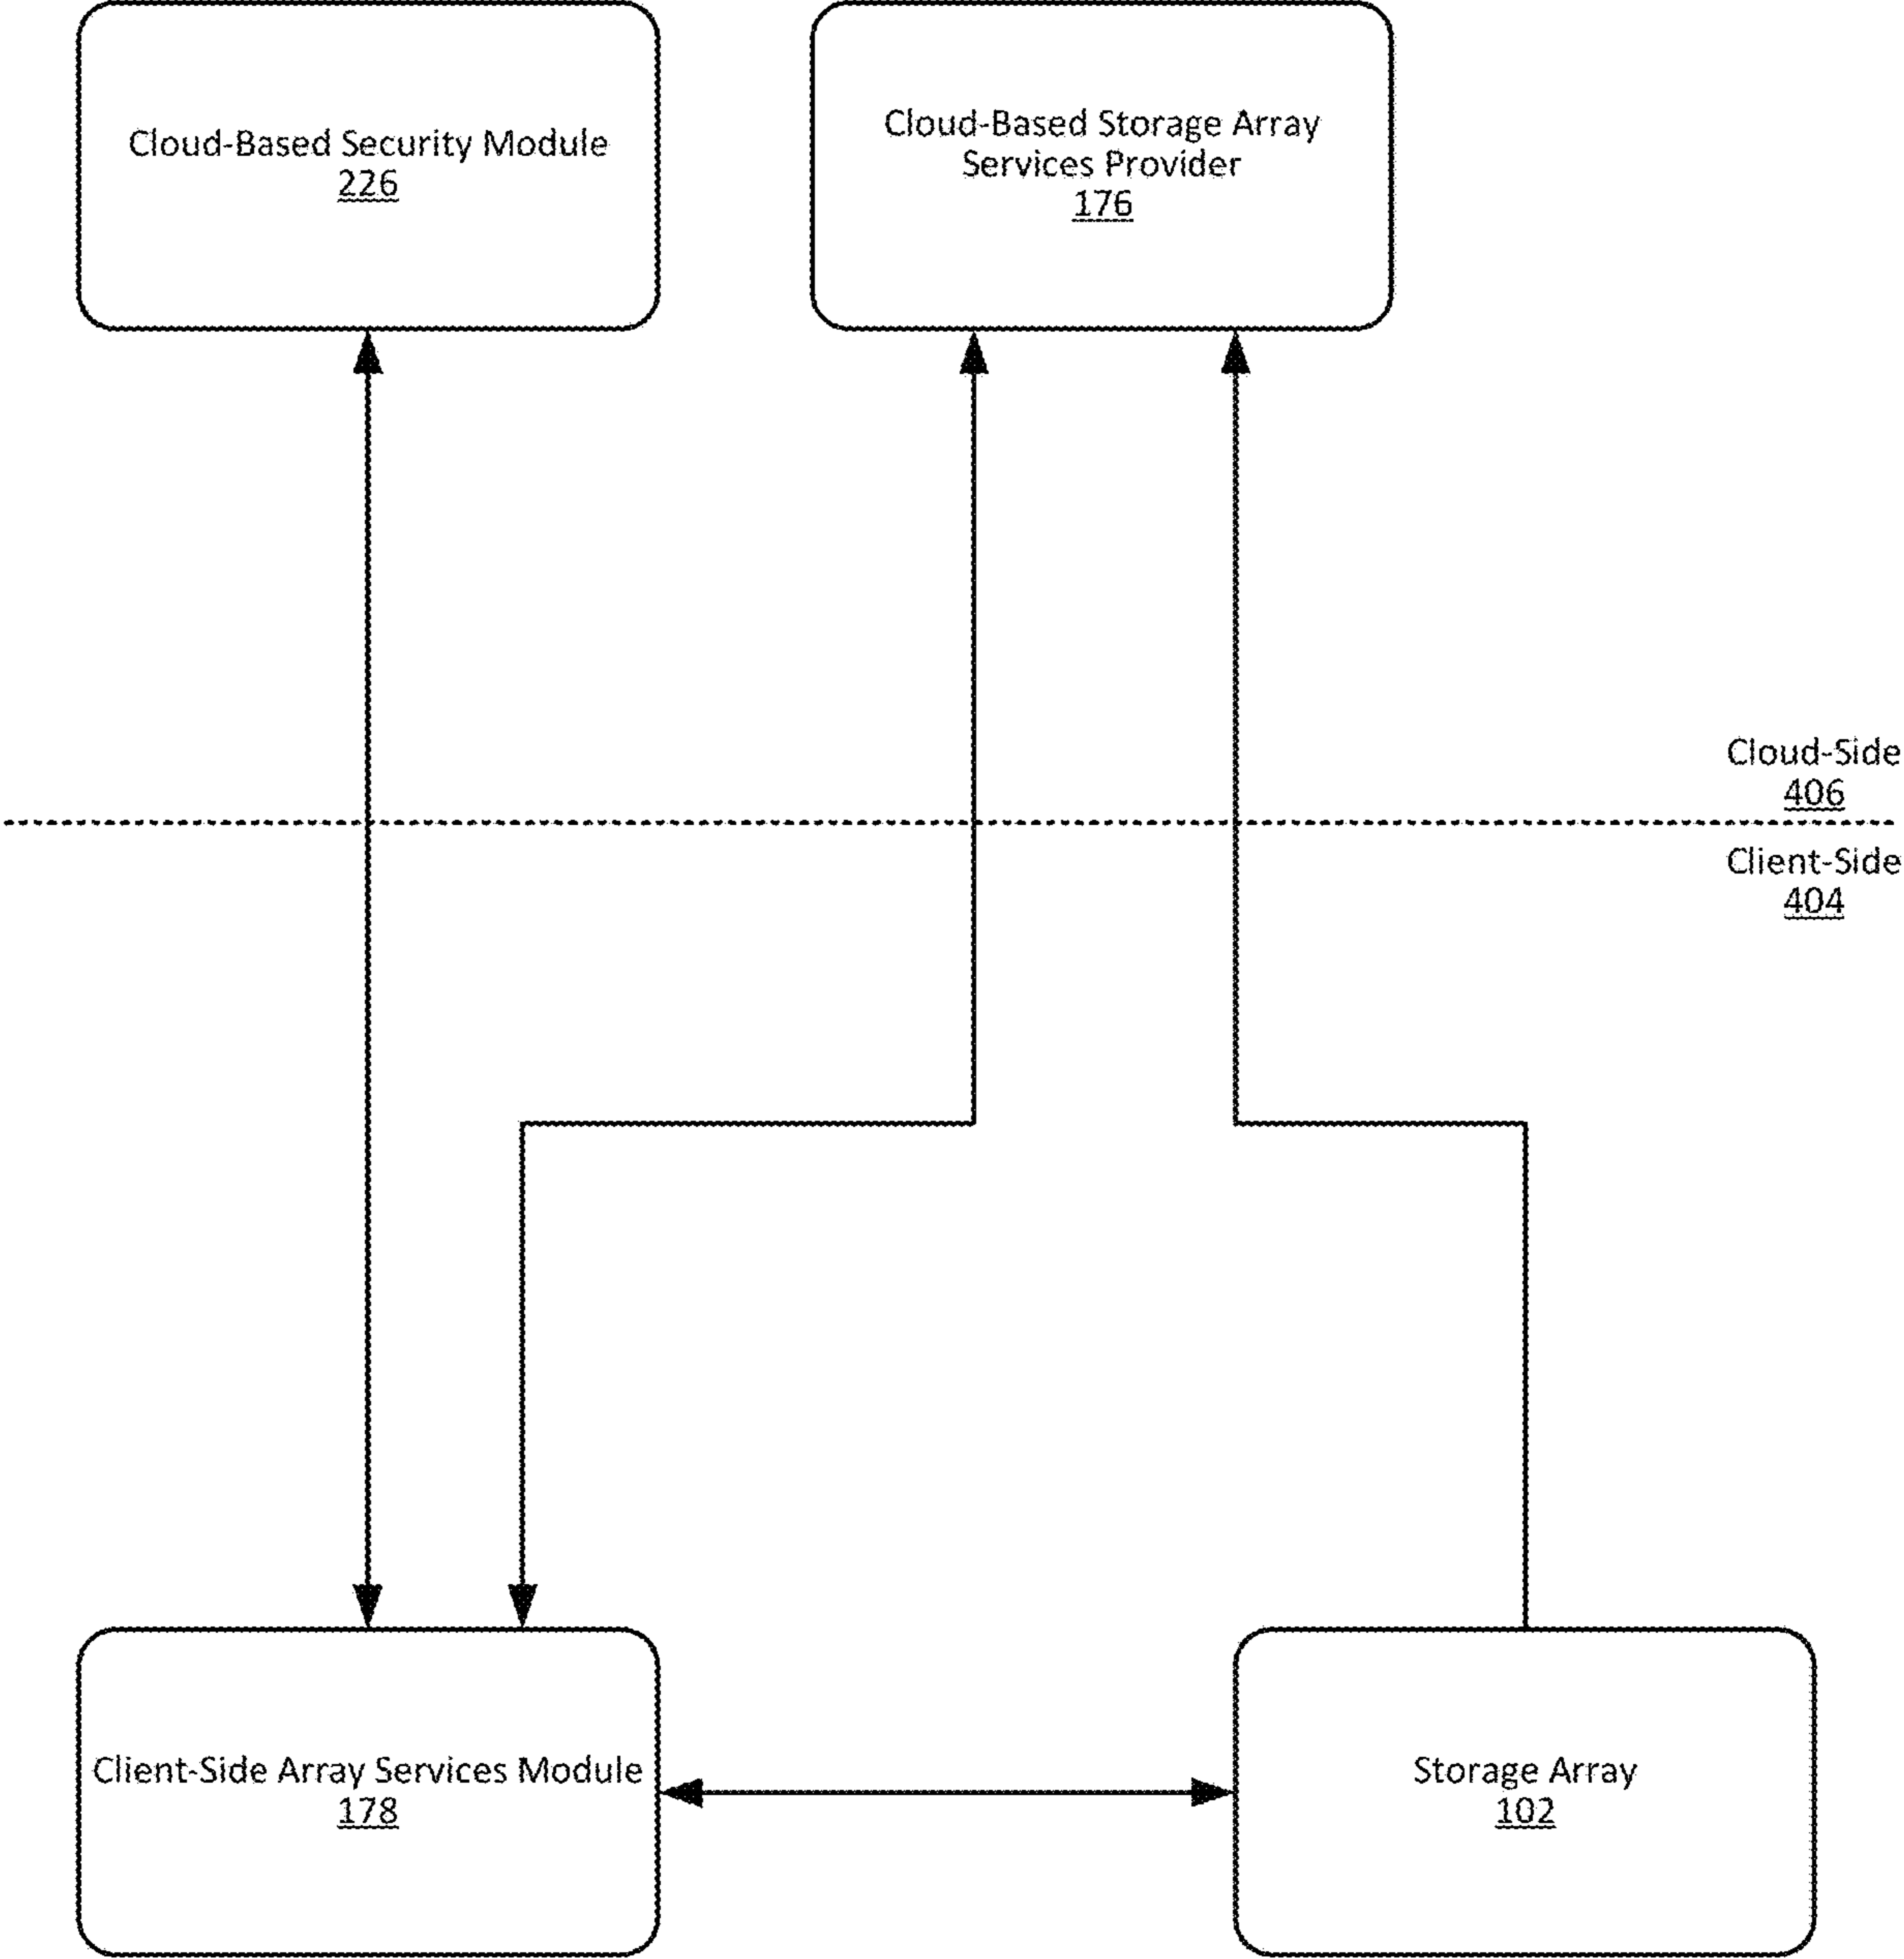 Cloud-Based Security Module
226
Cloud-Based Storage Array
Services Provider
176
Cloud-Side
406
Client-Side
404
Client-Side Array Services Module
178
Storage Array
102